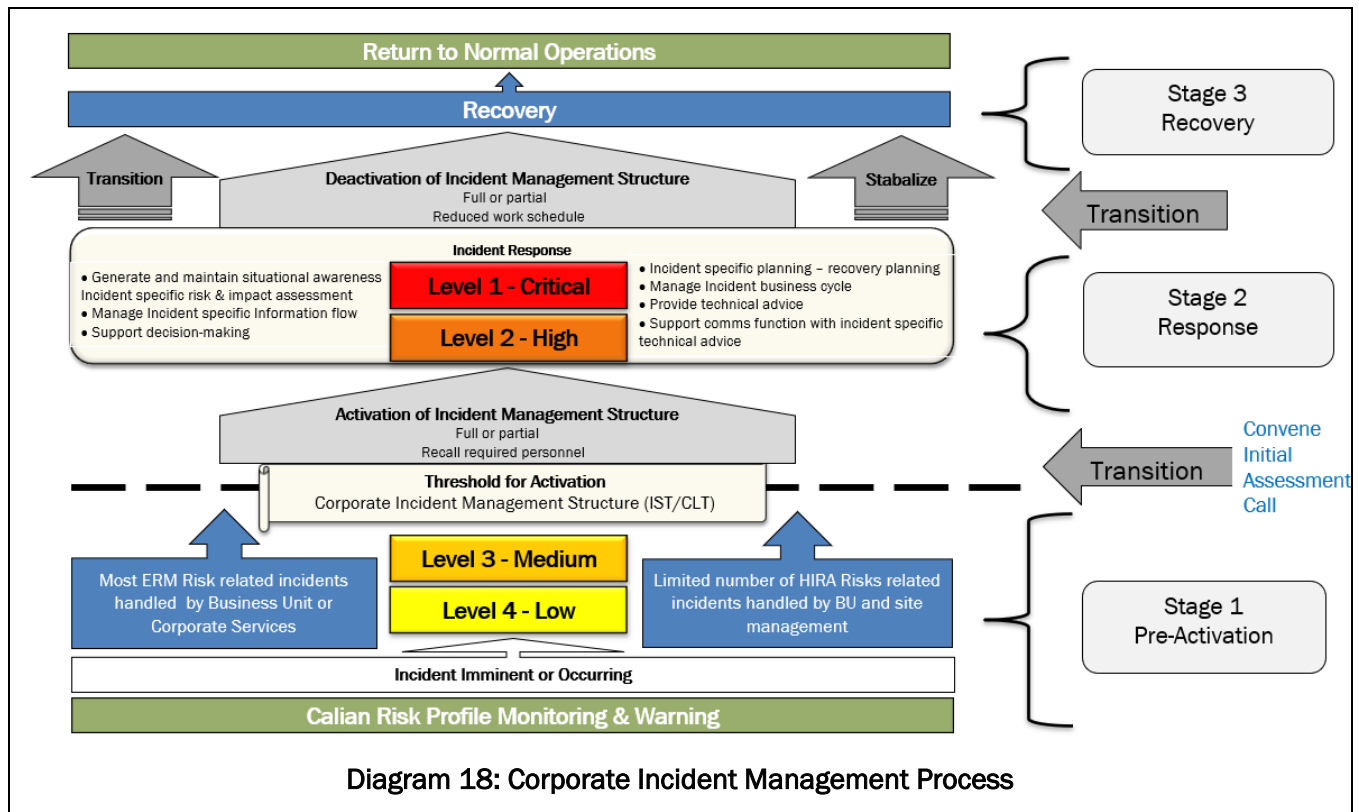 Return to Normal Operations
Recovery
Stage 3
Recovery
Transition
Deactivation of Incident Management Structure
Full or partial
Reduced work schedule
Stabalize
Transition
Incident Response
● Generate and maintain situational awareness
Incident specific risk & impact assessment
● Manage Incident specific Information flow
● Support decision-making
Level 1 - Critical
Level 2 - High
● Incident specific planning – recovery planning
● Manage Incident business cycle
● Provide technical advice
● Support comms function with incident specific
technical advice
Stage 2
Response
Activation of Incident Management Structure
Full or partial
Recall required personnel
Transition
Convene
Initial
Assessment
Call
Threshold for Activation
Corporate Incident Management Structure (IST/CLT)
Most ERM Risk related incidents
handled by Business Unit or
Corporate Services
Level 3 - Medium
Level 4 - Low
Limited number of HIRA Risks related
incidents handled by BU and site
management
Stage 1
Pre-Activation
Incident Imminent or Occurring
Calian Risk Profile Monitoring & Warning
Diagram 18: Corporate Incident Management Process